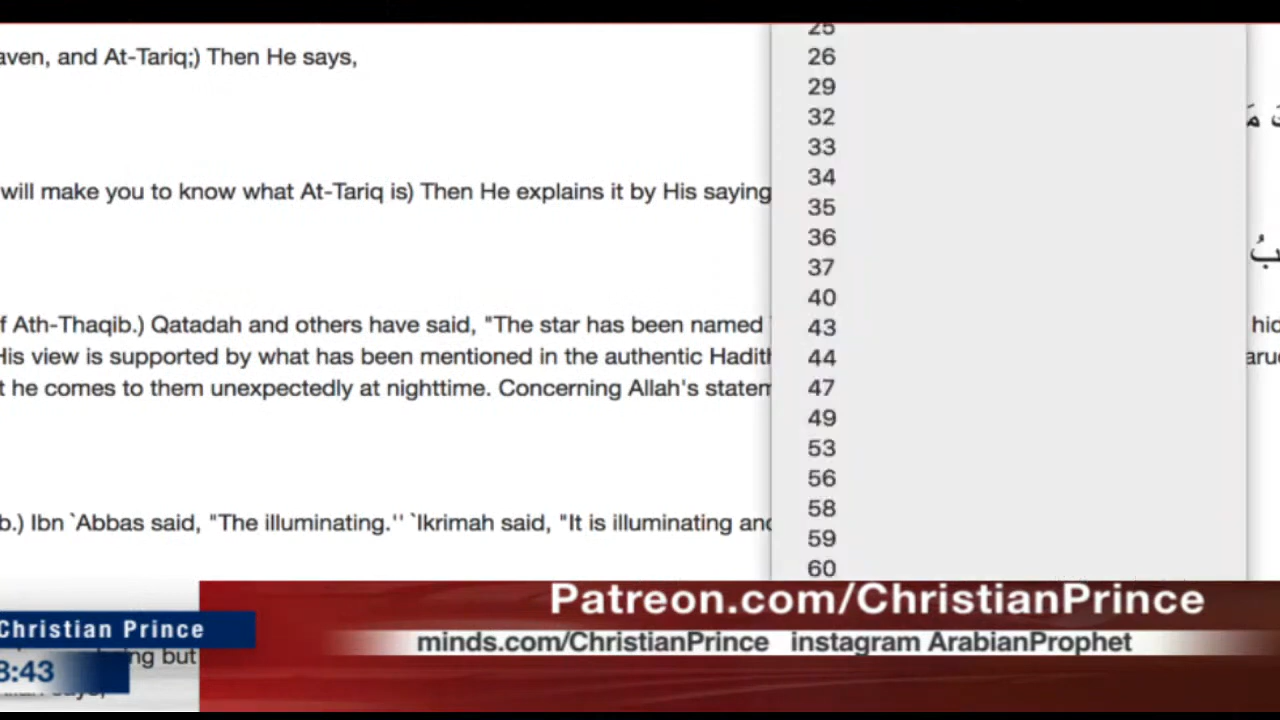 aven, and At-Tariq;) Then He says,
will make you to know what At-Tariq is) Then He explains it by His saying
f Ath-Thaqib.) Qatadah and others have said, "The star has been named
His view is supported by what has been mentioned in the authentic Hadith
t he comes to them unexpectedly at nighttime. Concerning Allah's statem
b.) Ibn `Abbas said, "The illuminating.'' `Ikrimah said, "It is illuminating and
25
26
29
32
33
34
35
36
37
40
43
44
47
49
53
56
58
59
60
Patreon.com/ChristianPrince
minds.com/ChristianPrince instagram ArabianProphet
Christian Prince
ng but
8:43